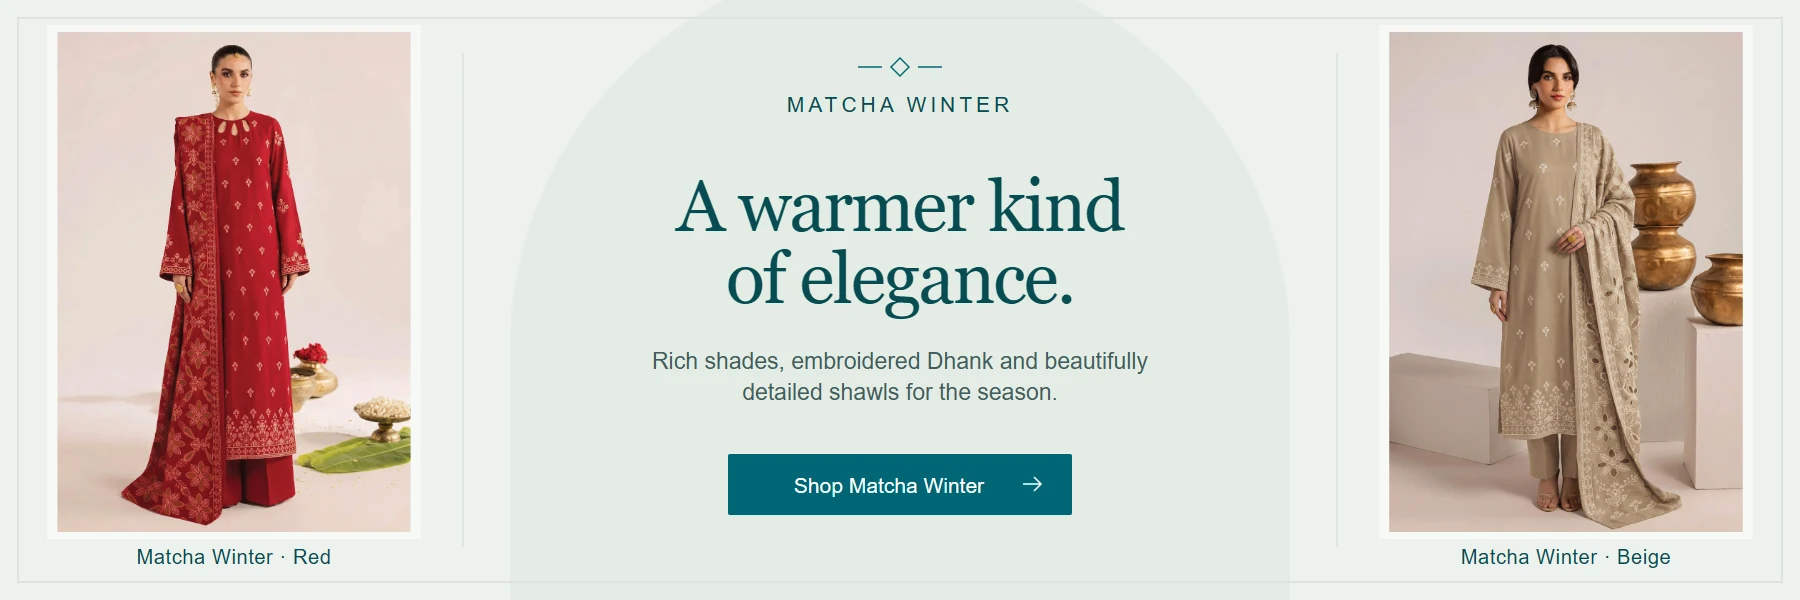 MATCHA WINTER
A warmer kind
of elegance.
Rich shades, embroidered Dhank and beautifully
detailed shawls for the season.
Shop Matcha Winter
Matcha Winter · Red
Matcha Winter · Beige